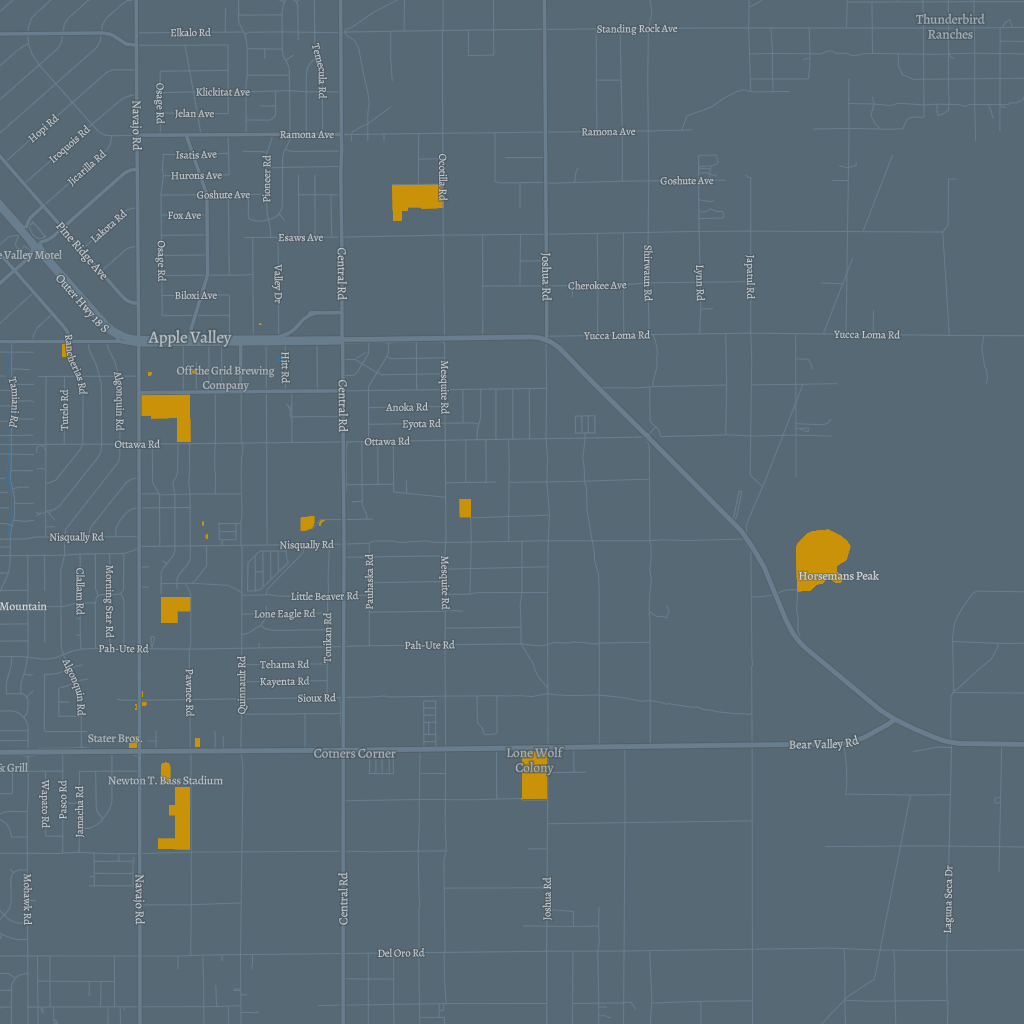 Thunderbird
Ranches
Elkalo Rd
Standing Rock Ave
Temecula Rd
Klickitat Ave
Osage Rd
Jelan Ave
Navajo Rd
Hopi Rd
Iroquois Rd
Jicarilla Rd
Ramona Ave
Ramona Ave
Isatis Ave
Hurons Ave
Pioneer Rd
Ocotilla Rd
Goshute Ave
Goshute Ave
Fox Ave
Lakota Rd
Pine Ridge Ave
Esaws Ave
Valley Motel
Osage Rd
Central Rd
Joshua Rd
Shirwaun Rd
Lynn Rd
Japatul Rd
Valley Dr
Cherokee Ave
Biloxi Ave
Outer Hwy 18 S
Apple Valley
Yucca Loma Rd
Yucca Loma Rd
Rancherias Rd
Hitt Rd
Off the Grid Brewing
Company
Mesquite Rd
Tamiani Rd
Tutelo Rd
Algonquin Rd
Central Rd
Anoka Rd
Eyota Rd
Ottawa Rd
Ottawa Rd
Nisqually Rd
Nisqually Rd
Clallam Rd
Morning Star Rd
Pauhaska Rd
Mesquite Rd
Horsemans Peak
Little Beaver Rd
Mountain
Lone Eagle Rd
Tonikan Rd
Pah-Ute Rd
Pah-Ute Rd
Algonquin Rd
Pawnee Rd
Quinnault Rd
Tehama Rd
Kayenta Rd
Sioux Rd
Stater Bros.
Cotners Corner
Lone Wolf
Colony
Bear Valley Rd
& Grill
Newton T. Bass Stadium
Wapato Rd
Pasco Rd
Jamacha Rd
Mohawk Rd
Navajo Rd
Central Rd
Joshua Rd
Laguna Seca Dr
Del Oro Rd